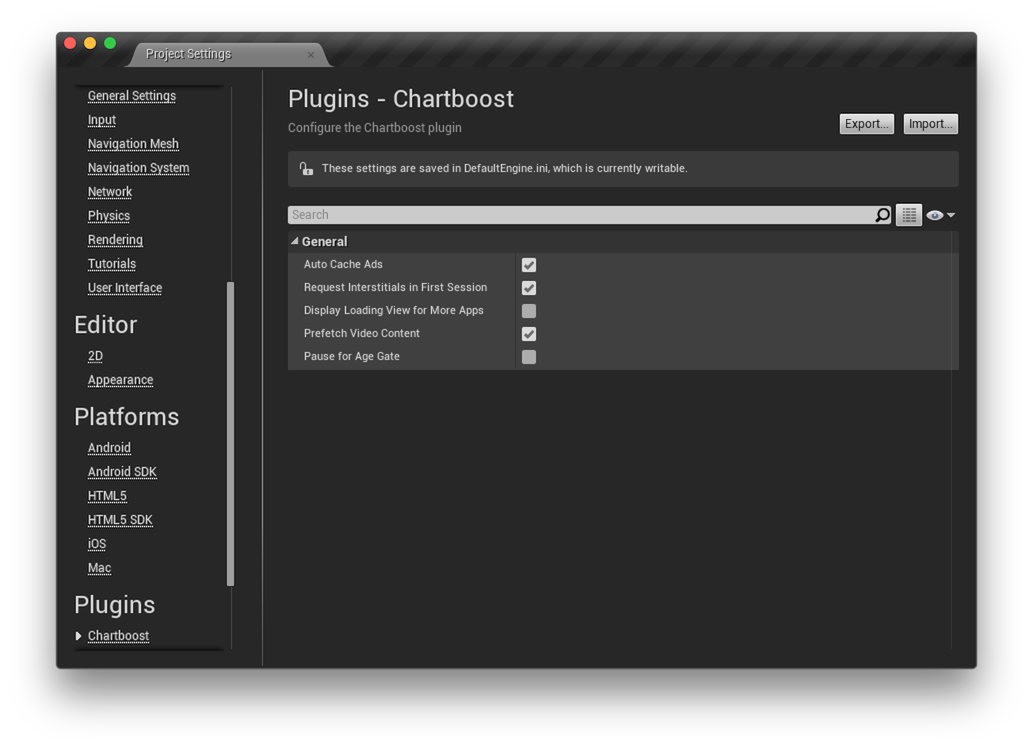 Project Settings
General Settings
Input
Navigation Mesh
Navigation System
Network
Physics
Rendering
Tutorials
User Interface
Editor
2D
Appearance
Platforms
Android
Android SDK
HTML5
HTML5 SDK
iOS
Mac
Plugins
Chartboost
Plugins - Chartboost
Configure the Chartboost plugin
Export...
Import...
These settings are saved in DefaultEngine.ini, which is currently writable.
Search
General
Auto Cache Ads
Request Interstitials in First Session
Display Loading View for More Apps
Prefetch Video Content
Pause for Age Gate